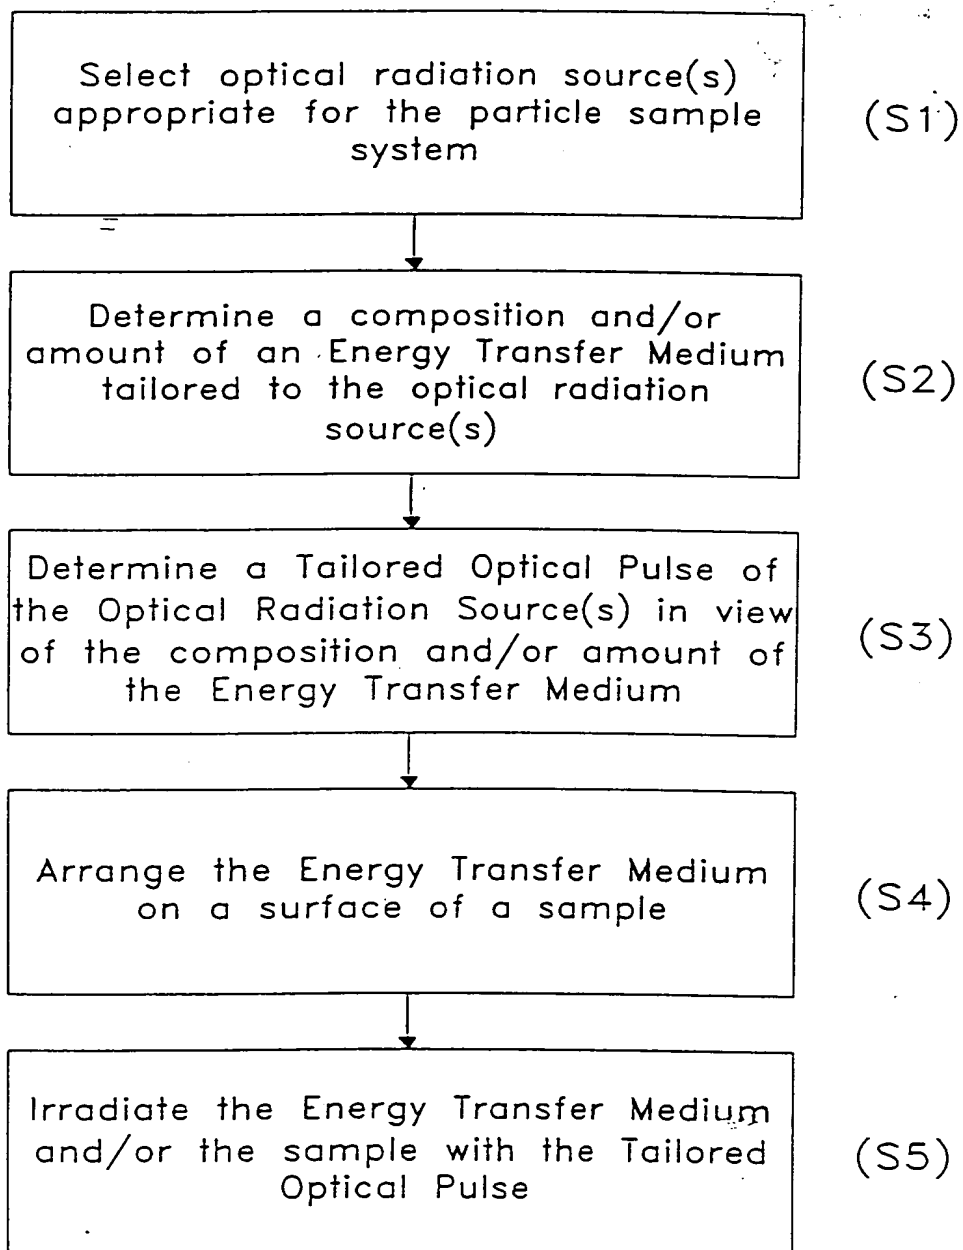 Select optical radiation source(s)
appropriate for the particle sample
system
(S1)
Determine a composition and/or
amount of an Energy Transfer Medium
tailored to the optical radiation
source(s)
(S2)
Determine a Tailored Optical Pulse of
the Optical Radiation Source(s) in view
of the composition and/or amount of
the Energy Transfer Medium
(S3)
Arrange the Energy Transfer Medium
on a surface of a sample
(S4)
Irradiate the Energy Transfer Medium
and/or the sample with the Tailored
Optical Pulse
(S5)